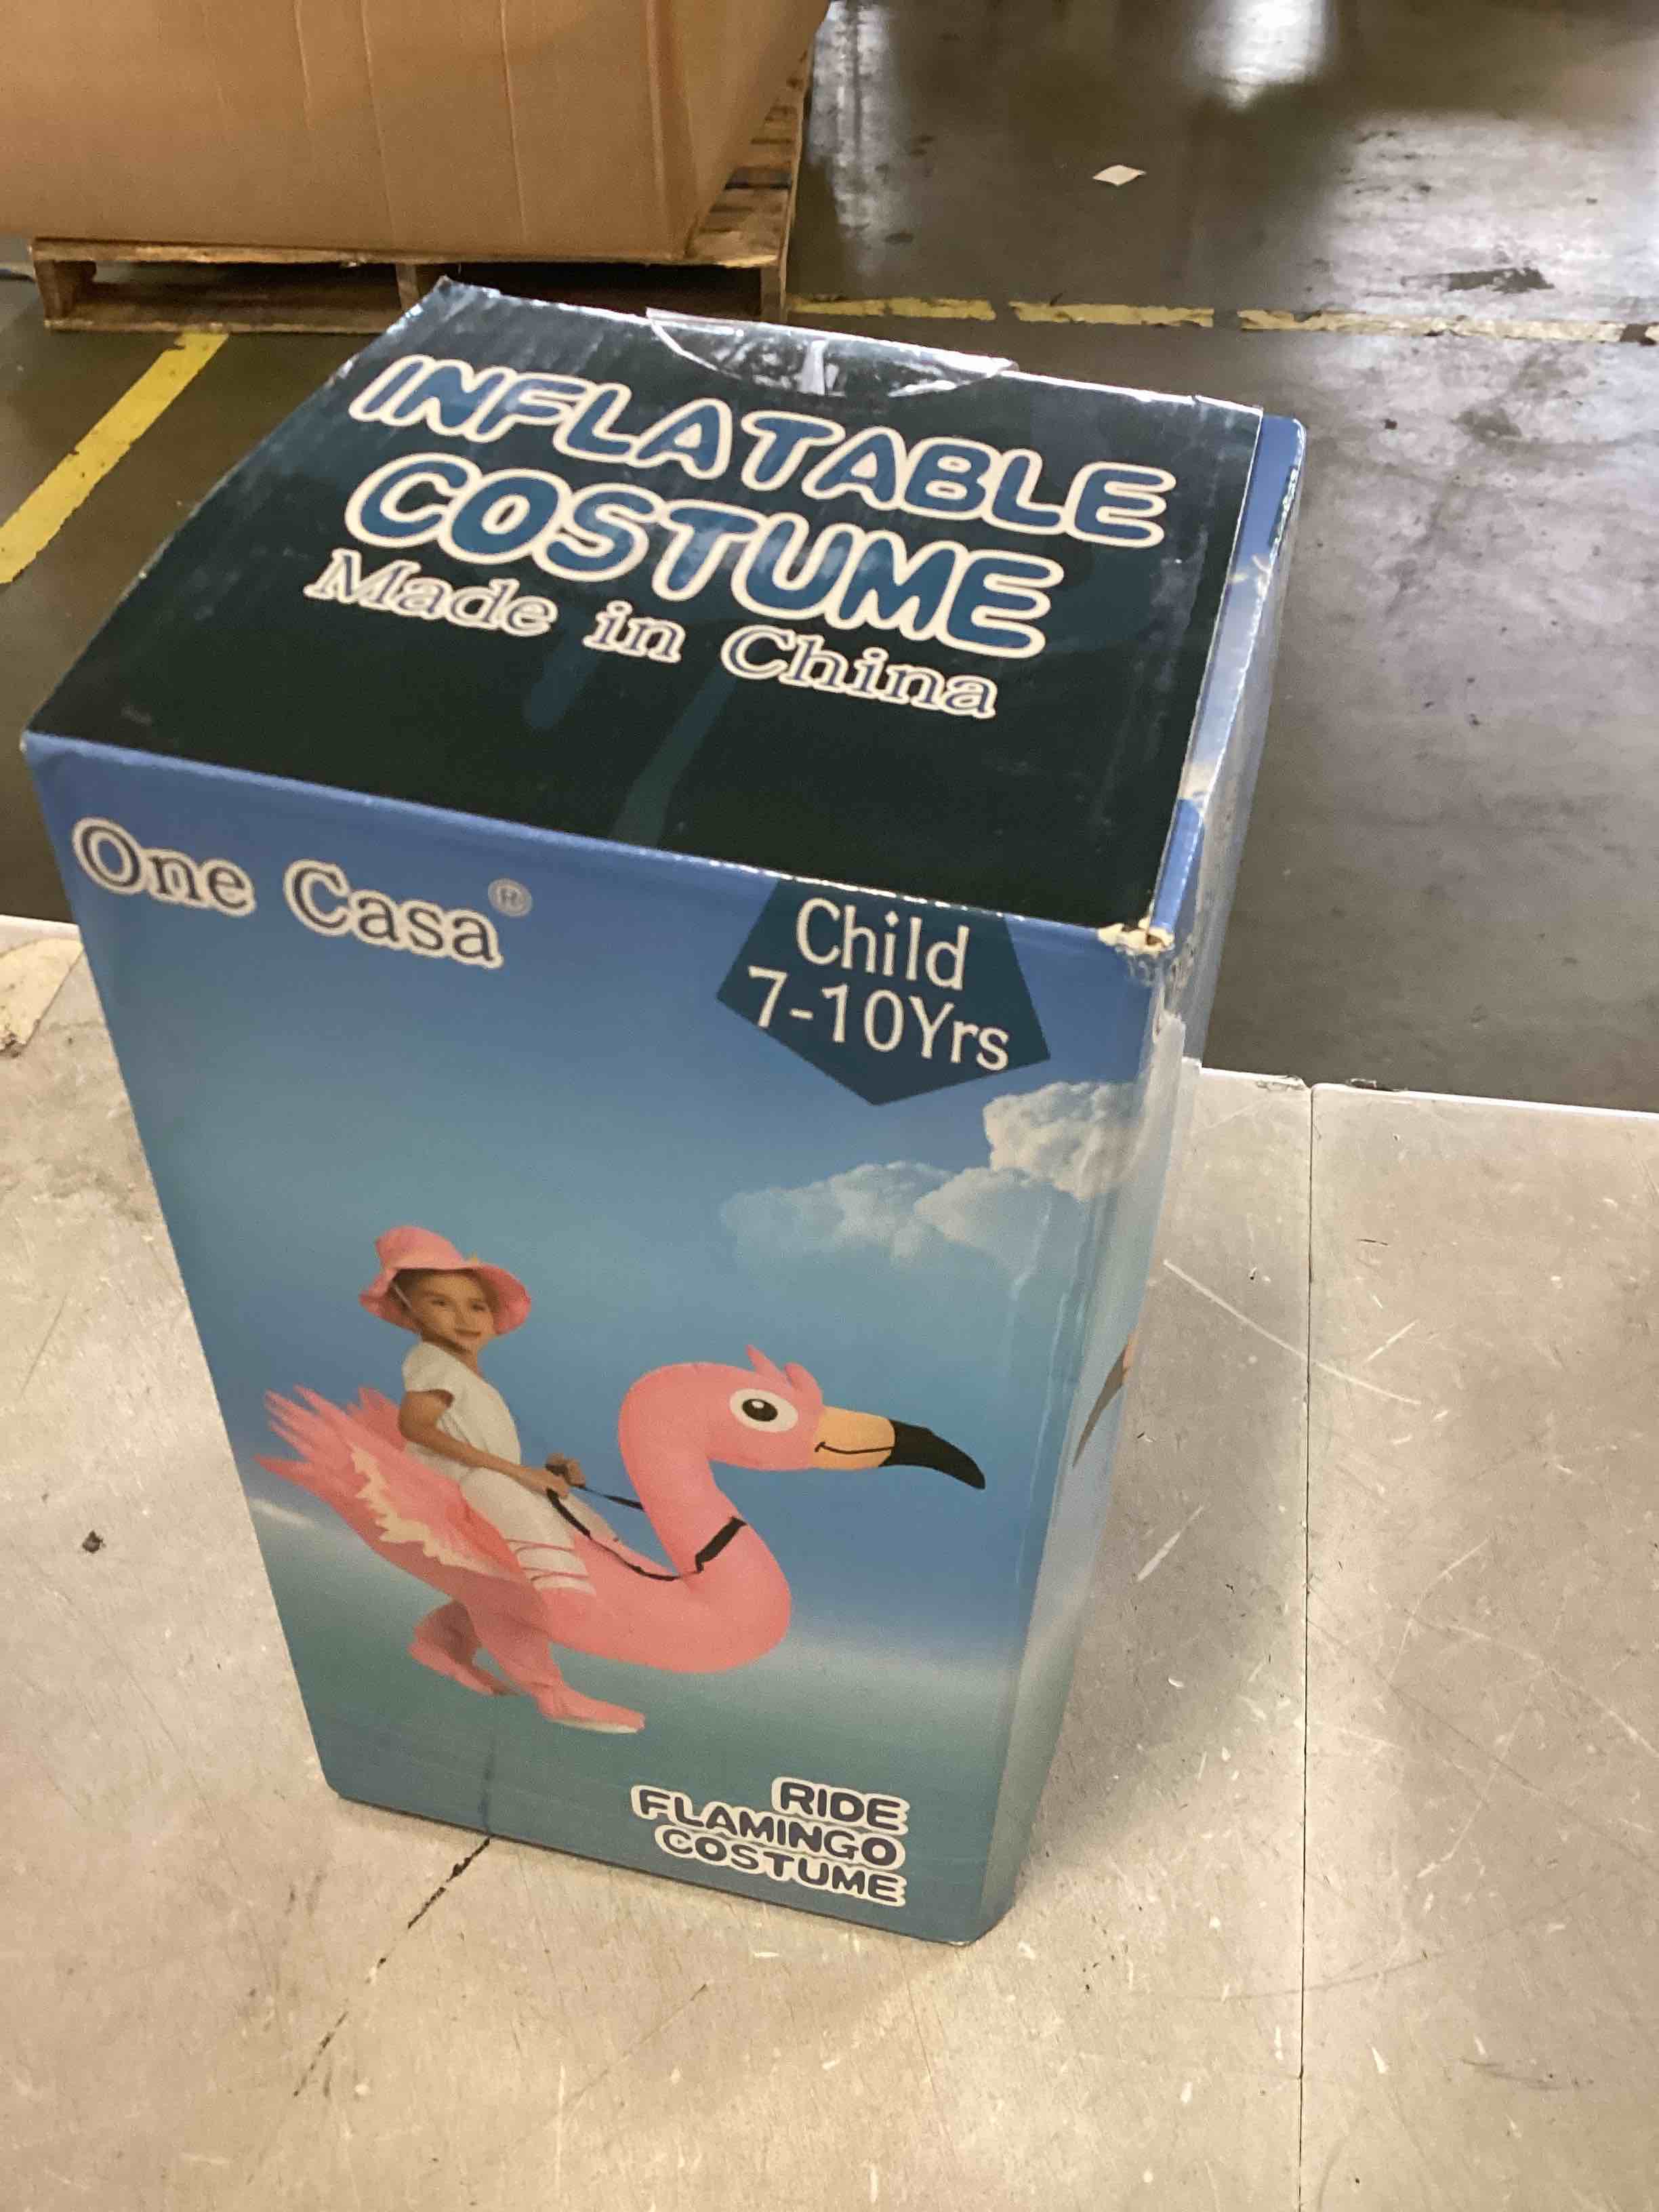 INFLATABLE
COSTUME
Made in China
One Casa®
Child
7-10Yrs
RIDE
FLAMINGO
COSTUME